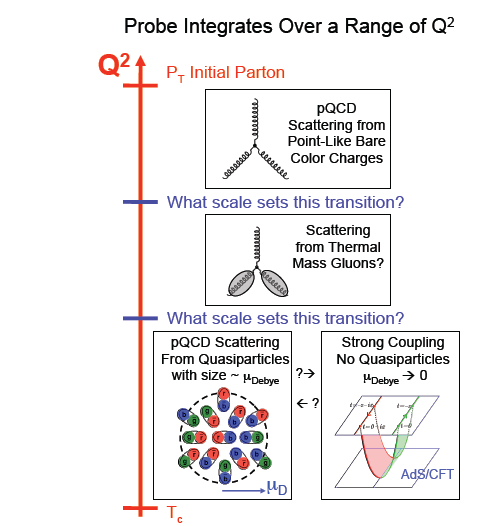 Probe Integrates Over a Range of Q²
Q²
P_T Initial Parton
pQCD
Scattering from
Point-Like Bare
Color Charges
What scale sets this transition?
Scattering
from Thermal
Mass Gluons?
What scale sets this transition?
pQCD Scattering
From Quasiparticles
with size ~ μ_Debye
?→
← ?
Strong Coupling
No Quasiparticles
μ_Debye → 0
μ_D
AdS/CFT
T_c